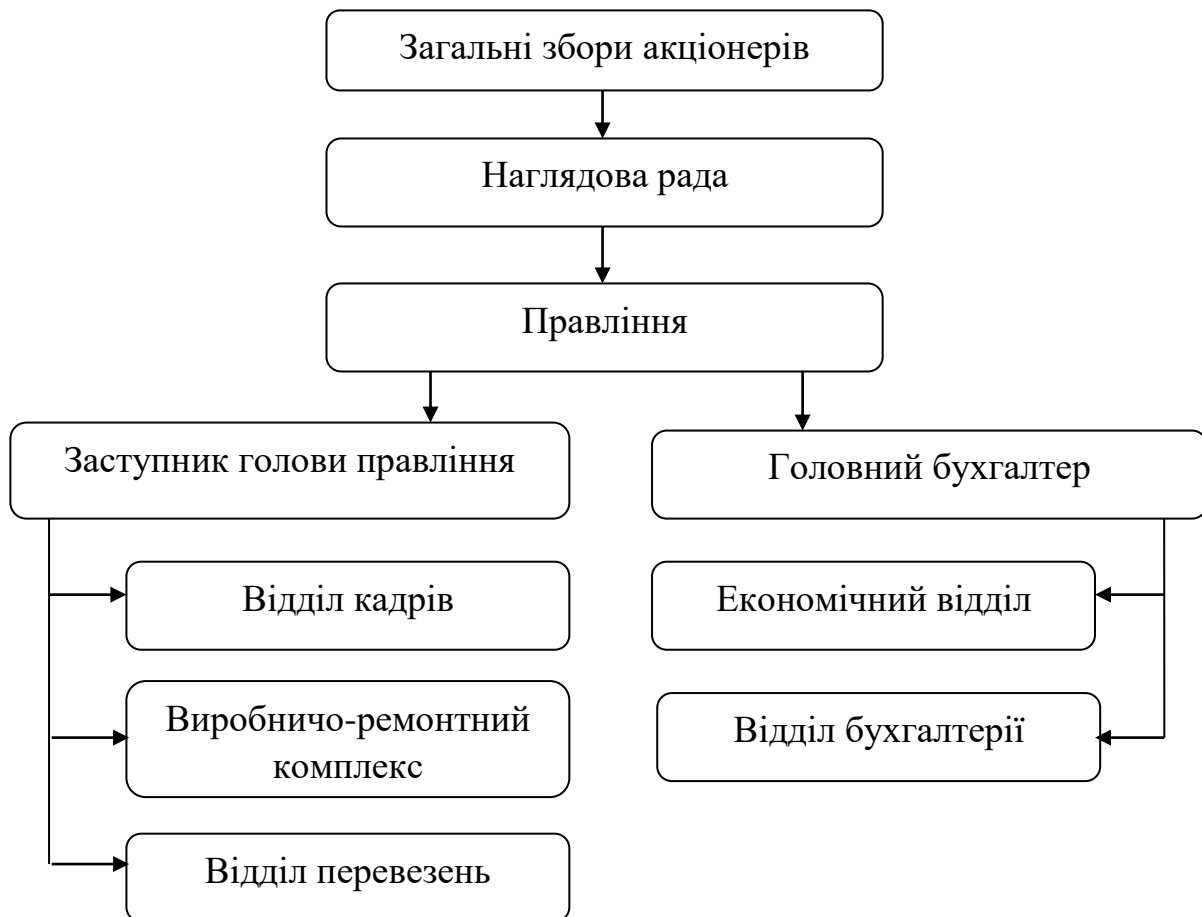 Загальні збори акціонерів
Наглядова рада
Правління
Заступник голови правління
Головний бухгалтер
Відділ кадрів
Економічний відділ
Виробничо-ремонтний
комплекс
Відділ бухгалтерії
Відділ перевезень